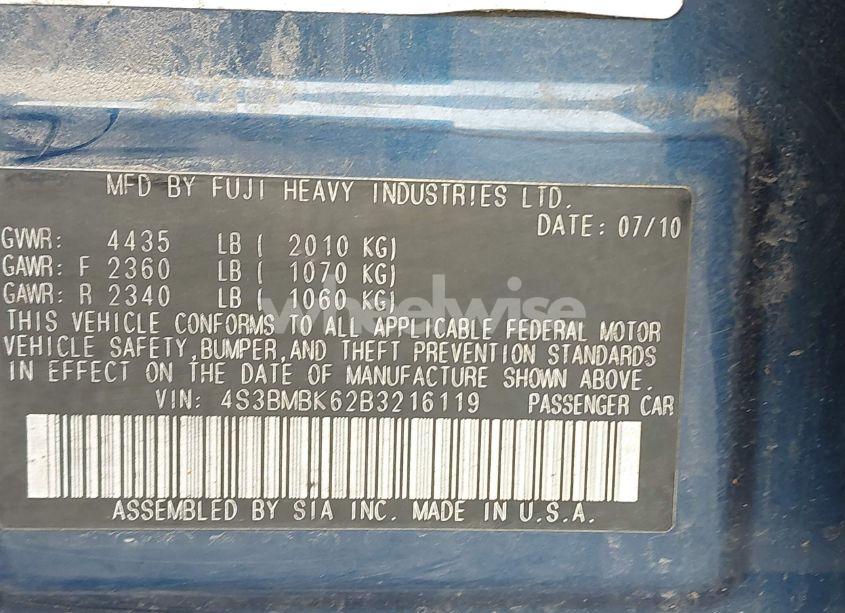 MFD BY FUJI HEAVY INDUSTRIES LTD.
DATE: 07/10
GVWR: 4435 LB ( 2010 KG)
GAWR: F 2360 LB ( 1070 KG)
GAWR: R 2340 LB ( 1060 KG)
wheelwise
THIS VEHICLE CONFORMS TO ALL APPLICABLE FEDERAL MOTOR
VEHICLE SAFETY, BUMPER, AND THEFT PREVENTION STANDARDS
IN EFFECT ON THE DATE OF MANUFACTURE SHOWN ABOVE.
VIN: 4S3BMBK62B3216119 PASSENGER CAR
ASSEMBLED BY SIA INC. MADE IN U.S.A.